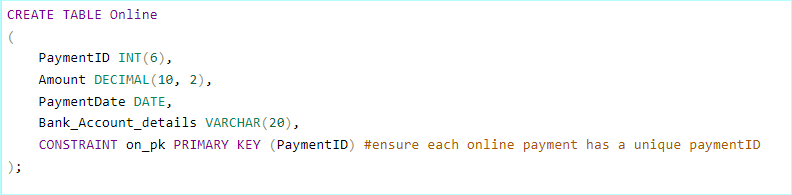 CREATE TABLE Online
(
    PaymentID INT(6),
    Amount DECIMAL(10, 2),
    PaymentDate DATE,
    Bank_Account_details VARCHAR(20),
    CONSTRAINT on_pk PRIMARY KEY (PaymentID) #ensure each online payment has a unique paymentID
);